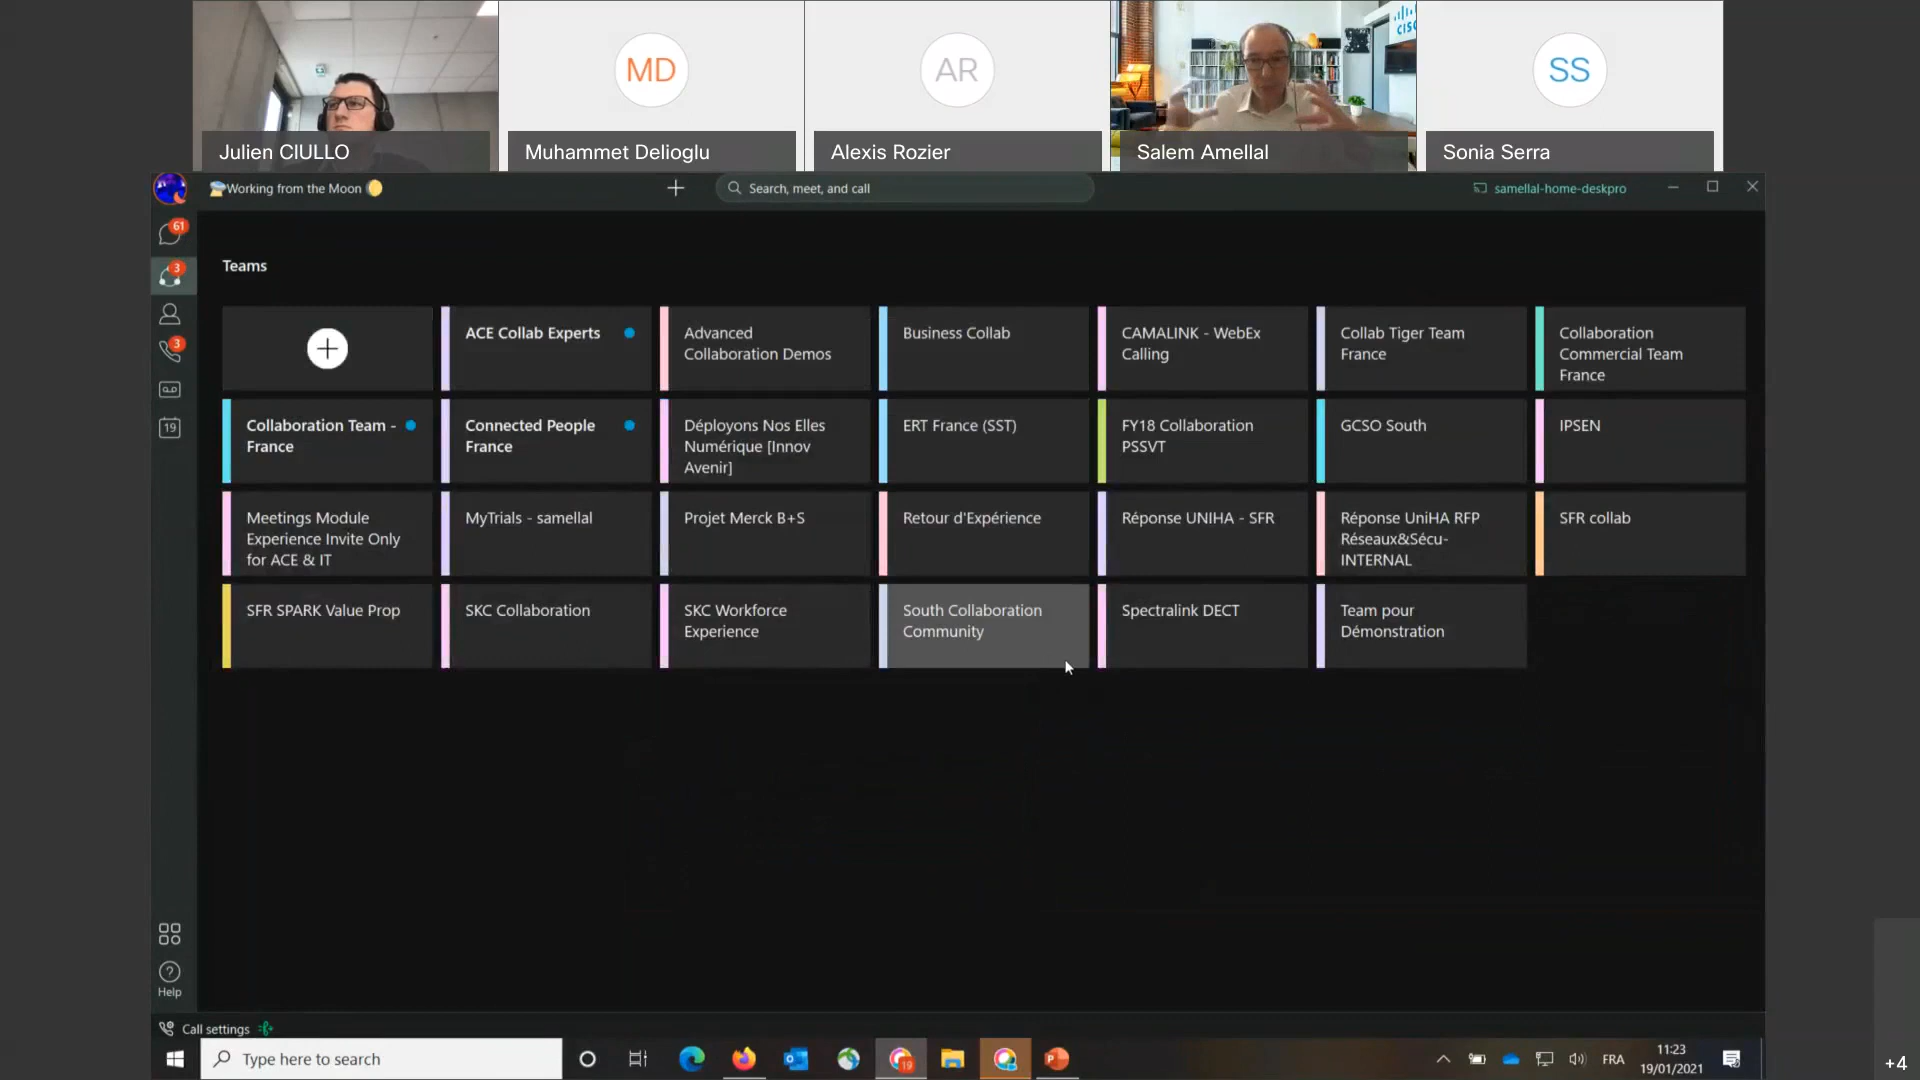 MD
AR
CISC
SS
Julien CIULLO
Muhammet Delioglu
Alexis Rozier
Salem Amellal
Sonia Serra
Working from the Moon
Search, meet, and call
samellal-home-deskpro
61
3
3
19
Teams
ACE Collab Experts
Advanced
Collaboration Demos
Business Collab
CAMALINK - WebEx
Calling
Collab Tiger Team
France
Collaboration
Commercial Team
France
Collaboration Team -
France
Connected People
France
Déployons Nos Elles
Numérique [Innov
Avenir]
ERT France (SST)
FY18 Collaboration
PSSVT
GCSO South
IPSEN
Meetings Module
Experience Invite Only
for ACE & IT
MyTrials - samellal
Projet Merck B+S
Retour d'Expérience
Réponse UNIHA - SFR
Réponse UniHA RFP
Réseaux&Sécu-
INTERNAL
SFR collab
SFR SPARK Value Prop
SKC Collaboration
SKC Workforce
Experience
South Collaboration
Community
Spectralink DECT
Team pour
Démonstration
Help
Call settings
Type here to search
19
FRA
11:23
19/01/2021
+4